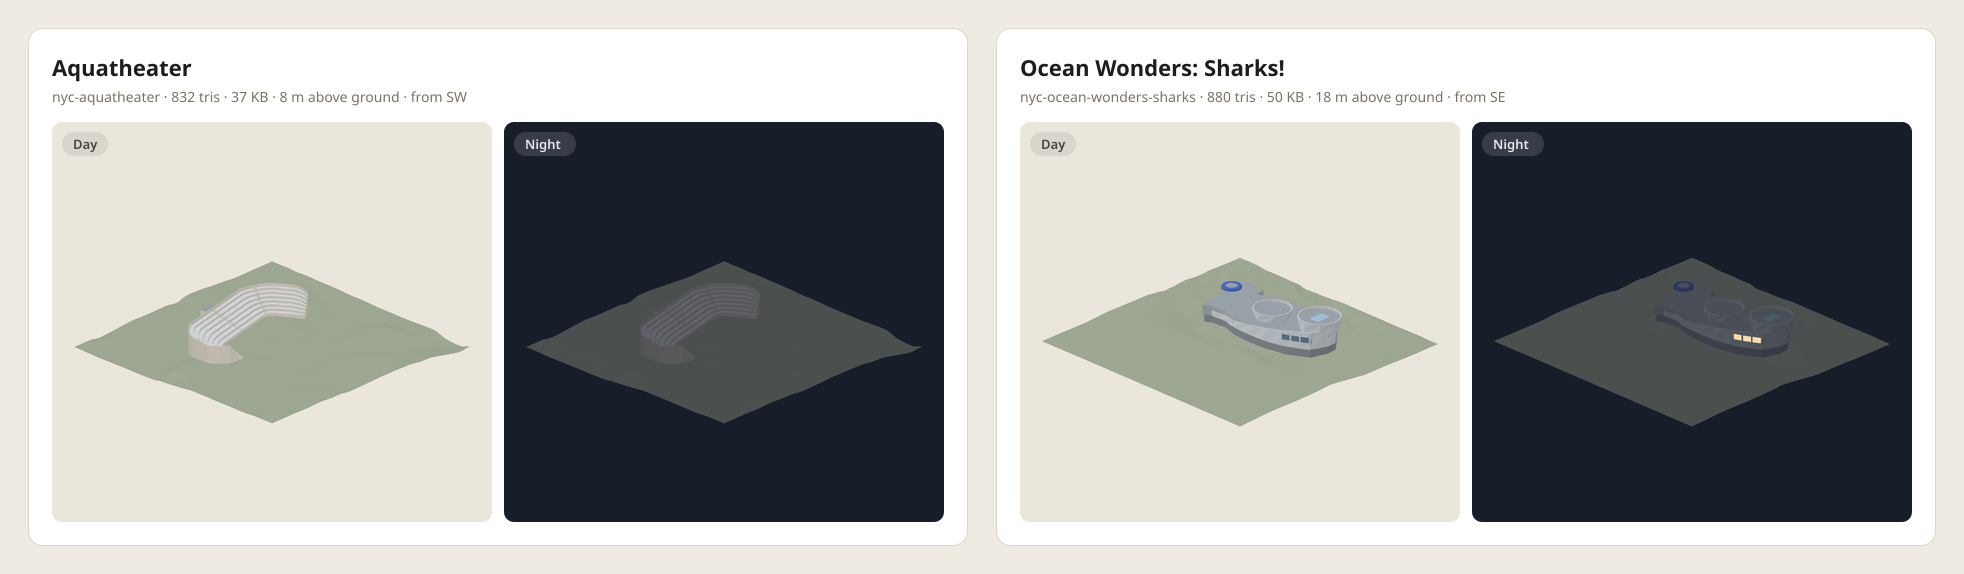 Aquatheater
nyc-aquatheater · 832 tris · 37 KB · 8 m above ground · from SW
Day
Night
Ocean Wonders: Sharks!
nyc-ocean-wonders-sharks · 880 tris · 50 KB · 18 m above ground · from SE
Day
Night